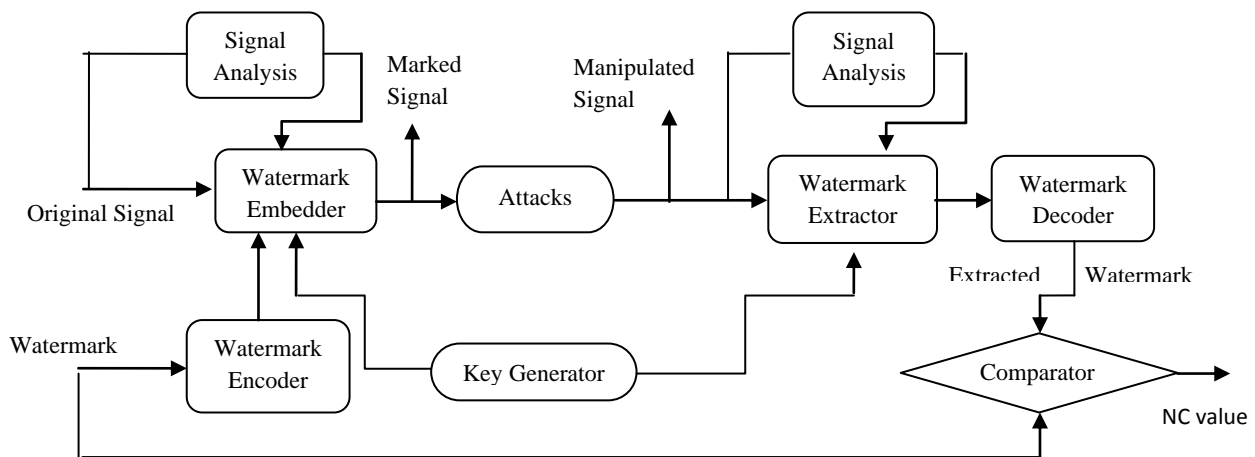 Signal
Analysis
Marked
Signal
Manipulated
Signal
Signal
Analysis
Original Signal
Watermark
Embedder
Attacks
Watermark
Extractor
Watermark
Decoder
Extracted Watermark
Watermark
Watermark
Encoder
Key Generator
Comparator
NC value